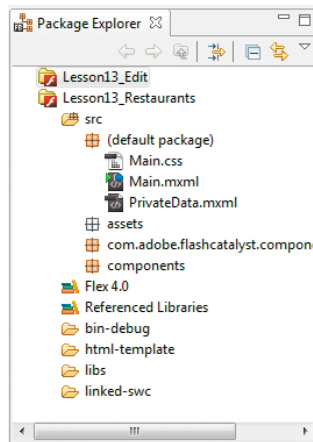 Package Explorer
Lesson13_Edit
Lesson13_Restaurants
src
(default package)
Main.css
Main.mxml
PrivateData.mxml
assets
com.adobe.flashcatalyst.compon
components
Flex 4.0
Referenced Libraries
bin-debug
html-template
libs
linked-swc